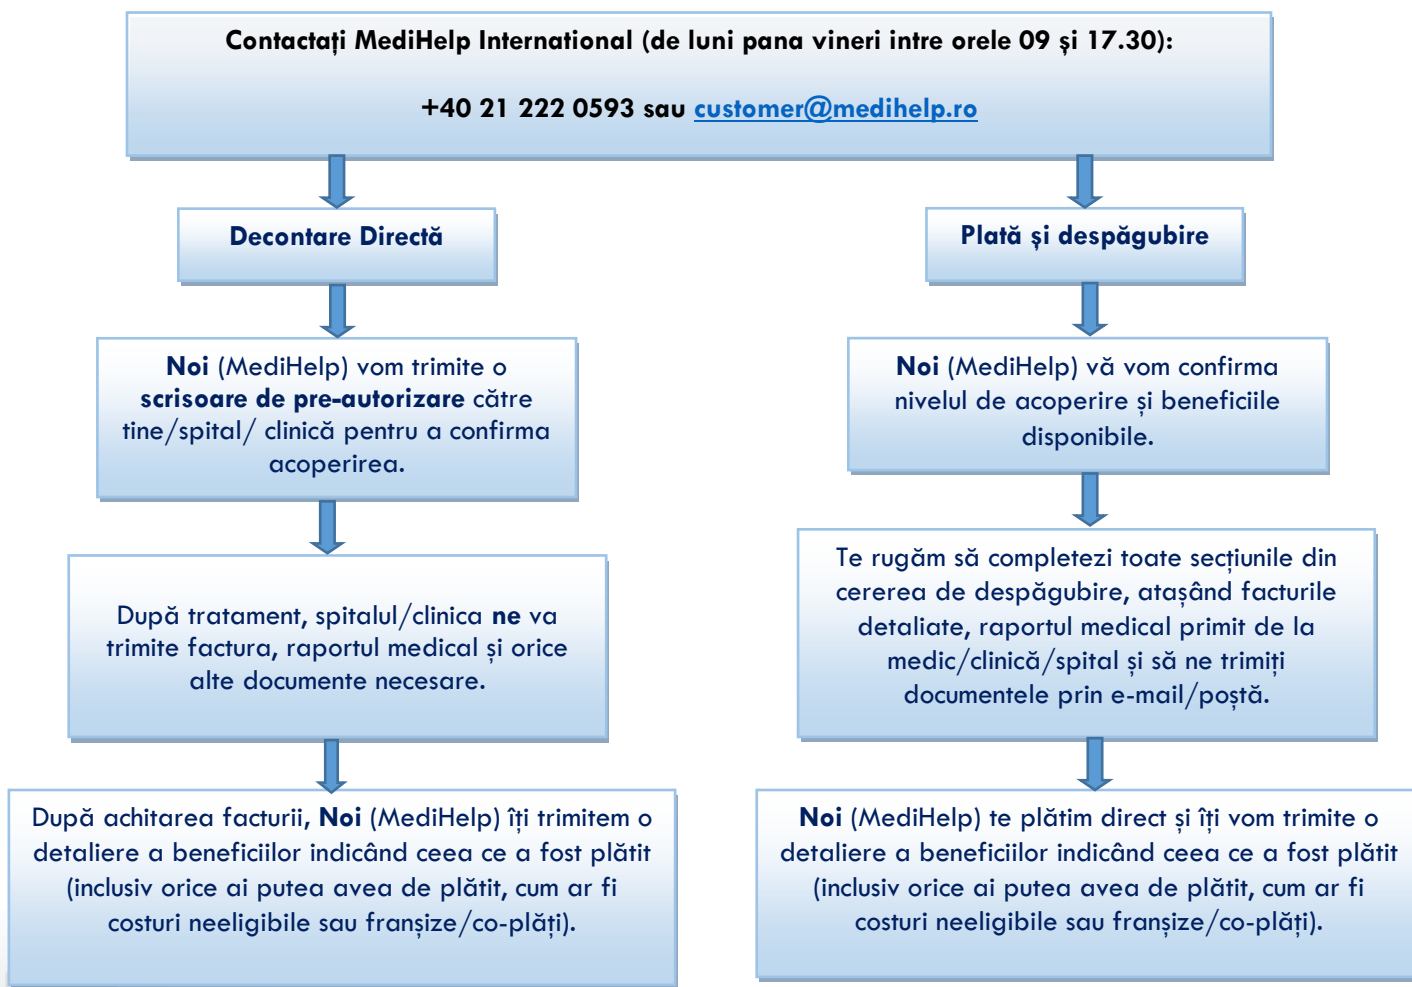 Contactați MediHelp International (de luni pana vineri intre orele 09 și 17.30):
+40 21 222 0593 sau customer@medihelp.ro
Decontare Directă
Noi (MediHelp) vom trimite o
scrisoare de pre-autorizare către
tine/spital/ clinică pentru a confirma
acoperirea.
După tratament, spitalul/clinica ne va
trimite factura, raportul medical și orice
alte documente necesare.
După achitarea facturii, Noi (MediHelp) îți trimitem o
detaliere a beneficiilor indicând ceea ce a fost plătit
(inclusiv orice ai putea avea de plătit, cum ar fi
costuri neeligibile sau franșize/co-plăți).
Plată și despăgubire
Noi (MediHelp) vă vom confirma
nivelul de acoperire și beneficiile
disponibile.
Te rugăm să completezi toate secțiunile din
cererea de despăgubire, atașând facturile
detaliate, raportul medical primit de la
medic/clinică/spital și să ne trimiți
documentele prin e-mail/poștă.
Noi (MediHelp) te plătim direct și îți vom trimite o
detaliere a beneficiilor indicând ceea ce a fost plătit
(inclusiv orice ai putea avea de plătit, cum ar fi
costuri neeligibile sau franșize/co-plăți).